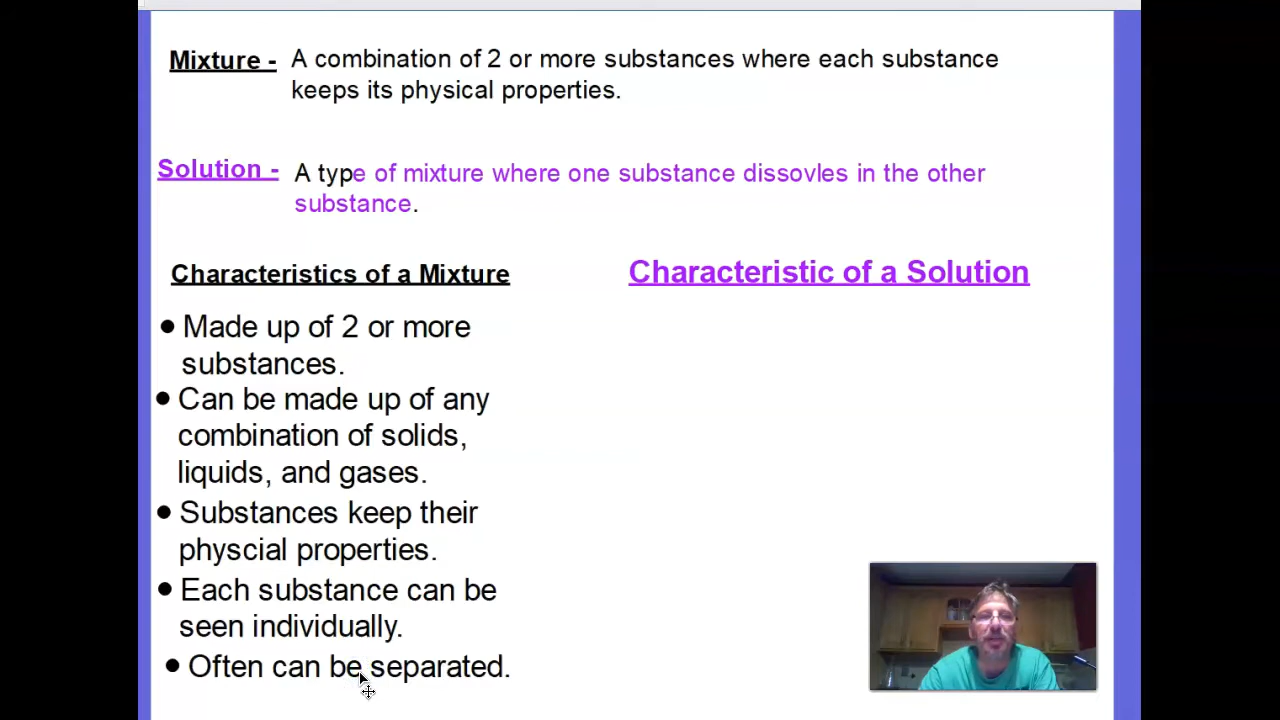 Mixture - A combination of 2 or more substances where each substance
keeps its physical properties.
Solution - A type of mixture where one substance dissovles in the other
substance.
Characteristics of a Mixture
Characteristic of a Solution
• Made up of 2 or more
substances.
• Can be made up of any
combination of solids,
liquids, and gases.
• Substances keep their
physcial properties.
• Each substance can be
seen individually.
• Often can be separated.